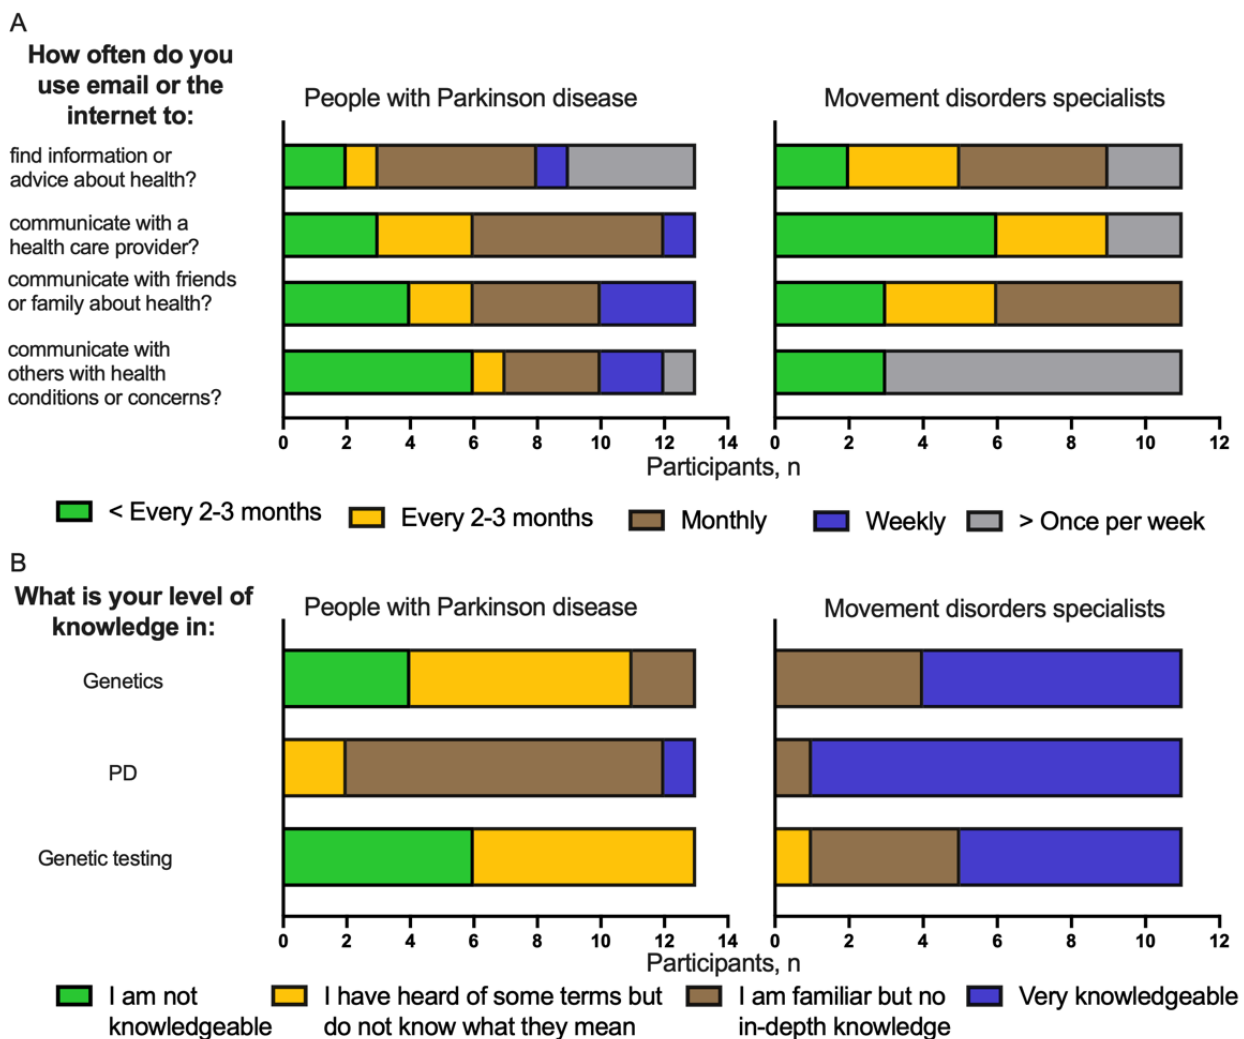 A
How often do you
use email or the
internet to:
People with Parkinson disease
Movement disorders specialists
find information or
advice about health?
communicate with a
health care provider?
communicate with friends
or family about health?
communicate with
others with health
conditions or concerns?
0 2 4 6 8 10 12 14
0 2 4 6 8 10 12
Participants, n
< Every 2-3 months
Every 2-3 months
Monthly
Weekly
> Once per week
B
What is your level of
knowledge in:
People with Parkinson disease
Movement disorders specialists
Genetics
PD
Genetic testing
0 2 4 6 8 10 12 14
0 2 4 6 8 10 12
Participants, n
I am not
knowledgeable
I have heard of some terms but
do not know what they mean
I am familiar but no
in-depth knowledge
Very knowledgeable